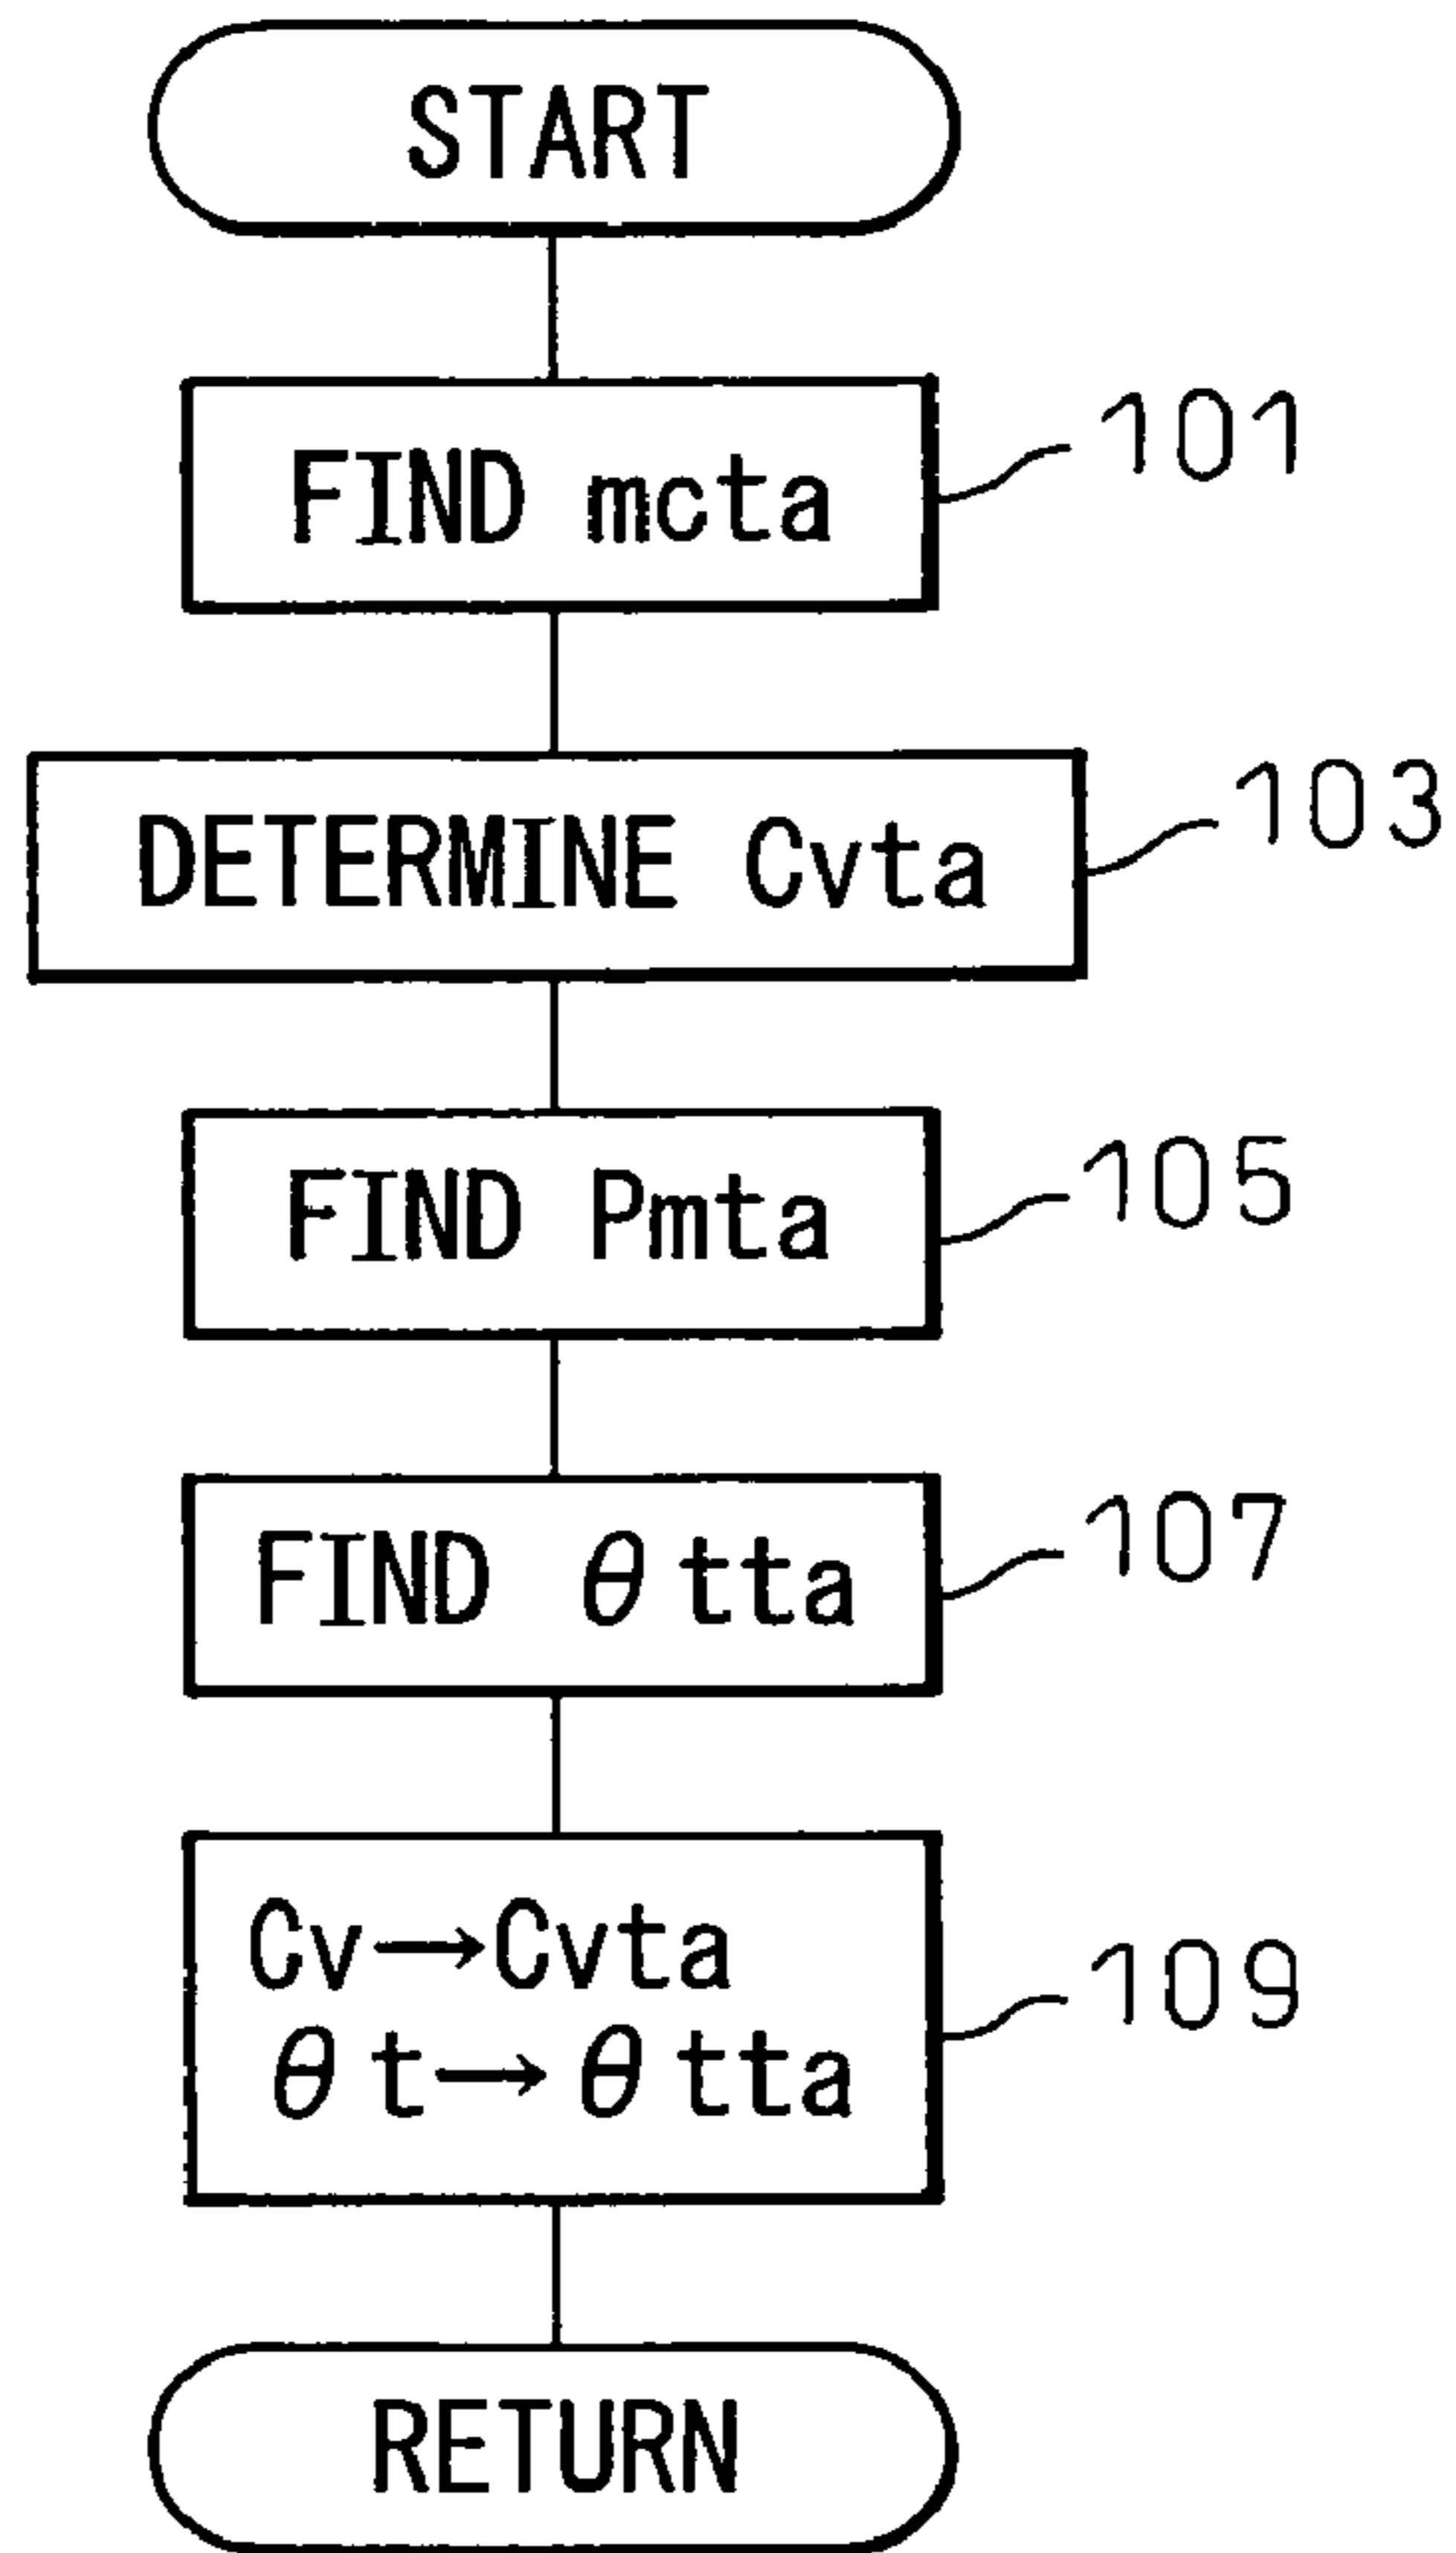 START
FIND mcta
101
DETERMINE Cvta
103
FIND Pmta
105
FIND θtta
107
Cv→Cvta
θt→θtta
109
RETURN